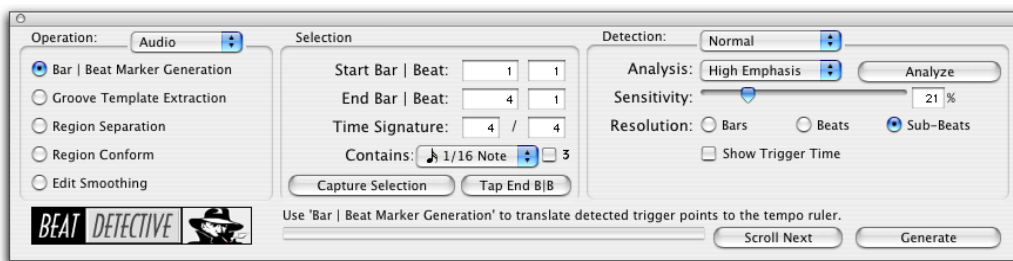 Operation: Audio
Bar | Beat Marker Generation
Groove Template Extraction
Region Separation
Region Conform
Edit Smoothing
BEAT DETECTIVE
Selection
Start Bar | Beat: 1 1
End Bar | Beat: 4 1
Time Signature: 4 / 4
Contains: 1/16 Note 3
Capture Selection Tap End B|B
Detection: Normal
Analysis: High Emphasis Analyze
Sensitivity: 21 %
Resolution: Bars Beats Sub-Beats
Show Trigger Time
Use 'Bar | Beat Marker Generation' to translate detected trigger points to the tempo ruler.
Scroll Next Generate